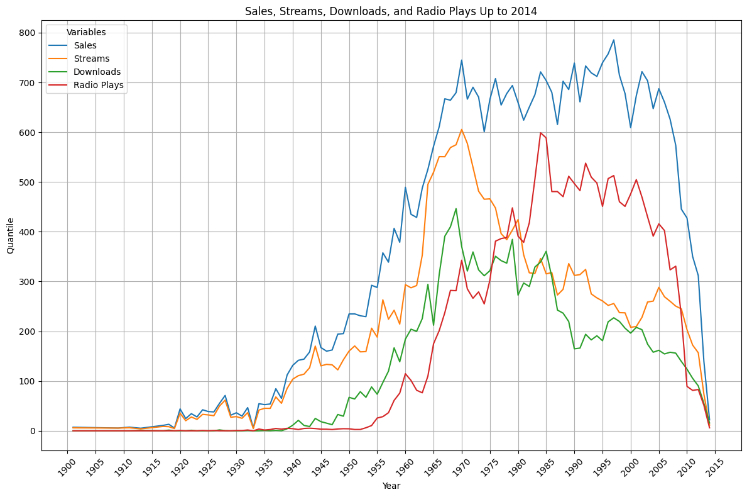 Sales, Streams, Downloads, and Radio Plays Up to 2014
Variables
Sales
Streams
Downloads
Radio Plays
800
700
600
500
400
300
200
100
0
Quantile
1900 1905 1910 1915 1920 1925 1930 1935 1940 1945 1950 1955 1960 1965 1970 1975 1980 1985 1990 1995 2000 2005 2010 2015
Year